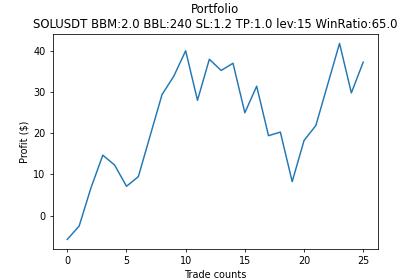 Portfolio
SOLUSDT BBM:2.0 BBL:240 SL:1.2 TP:1.0 lev:15 WinRatio:65.0
40
30
20
10
0
Profit ($)
0 5 10 15 20 25
Trade counts